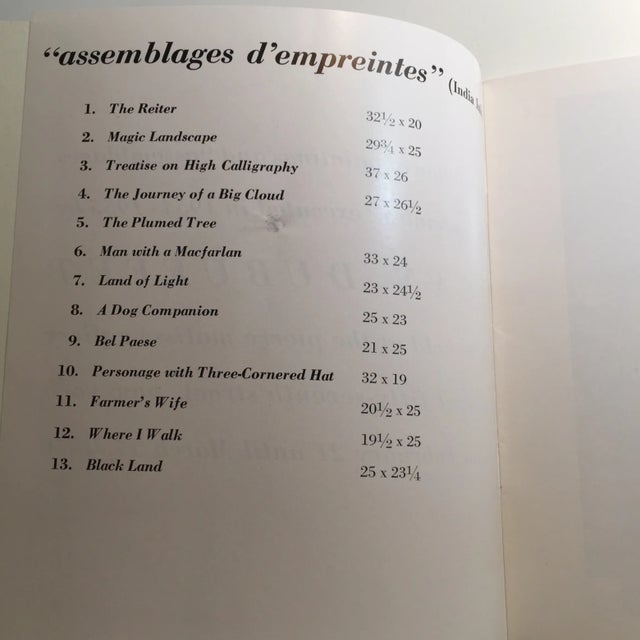 “assemblages d’empreintes” (India
1. The Reiter 32½ x 20
2. Magic Landscape 29¾ x 25
3. Treatise on High Calligraphy 37 x 26
4. The Journey of a Big Cloud 27 x 26½
5. The Plumed Tree
6. Man with a Macfarlan 33 x 24
7. Land of Light 23 x 24½
8. A Dog Companion 25 x 23
9. Bel Paese 21 x 25
10. Personage with Three-Cornered Hat 32 x 19
11. Farmer’s Wife 20½ x 25
12. Where I Walk 19½ x 25
13. Black Land 25 x 23¼